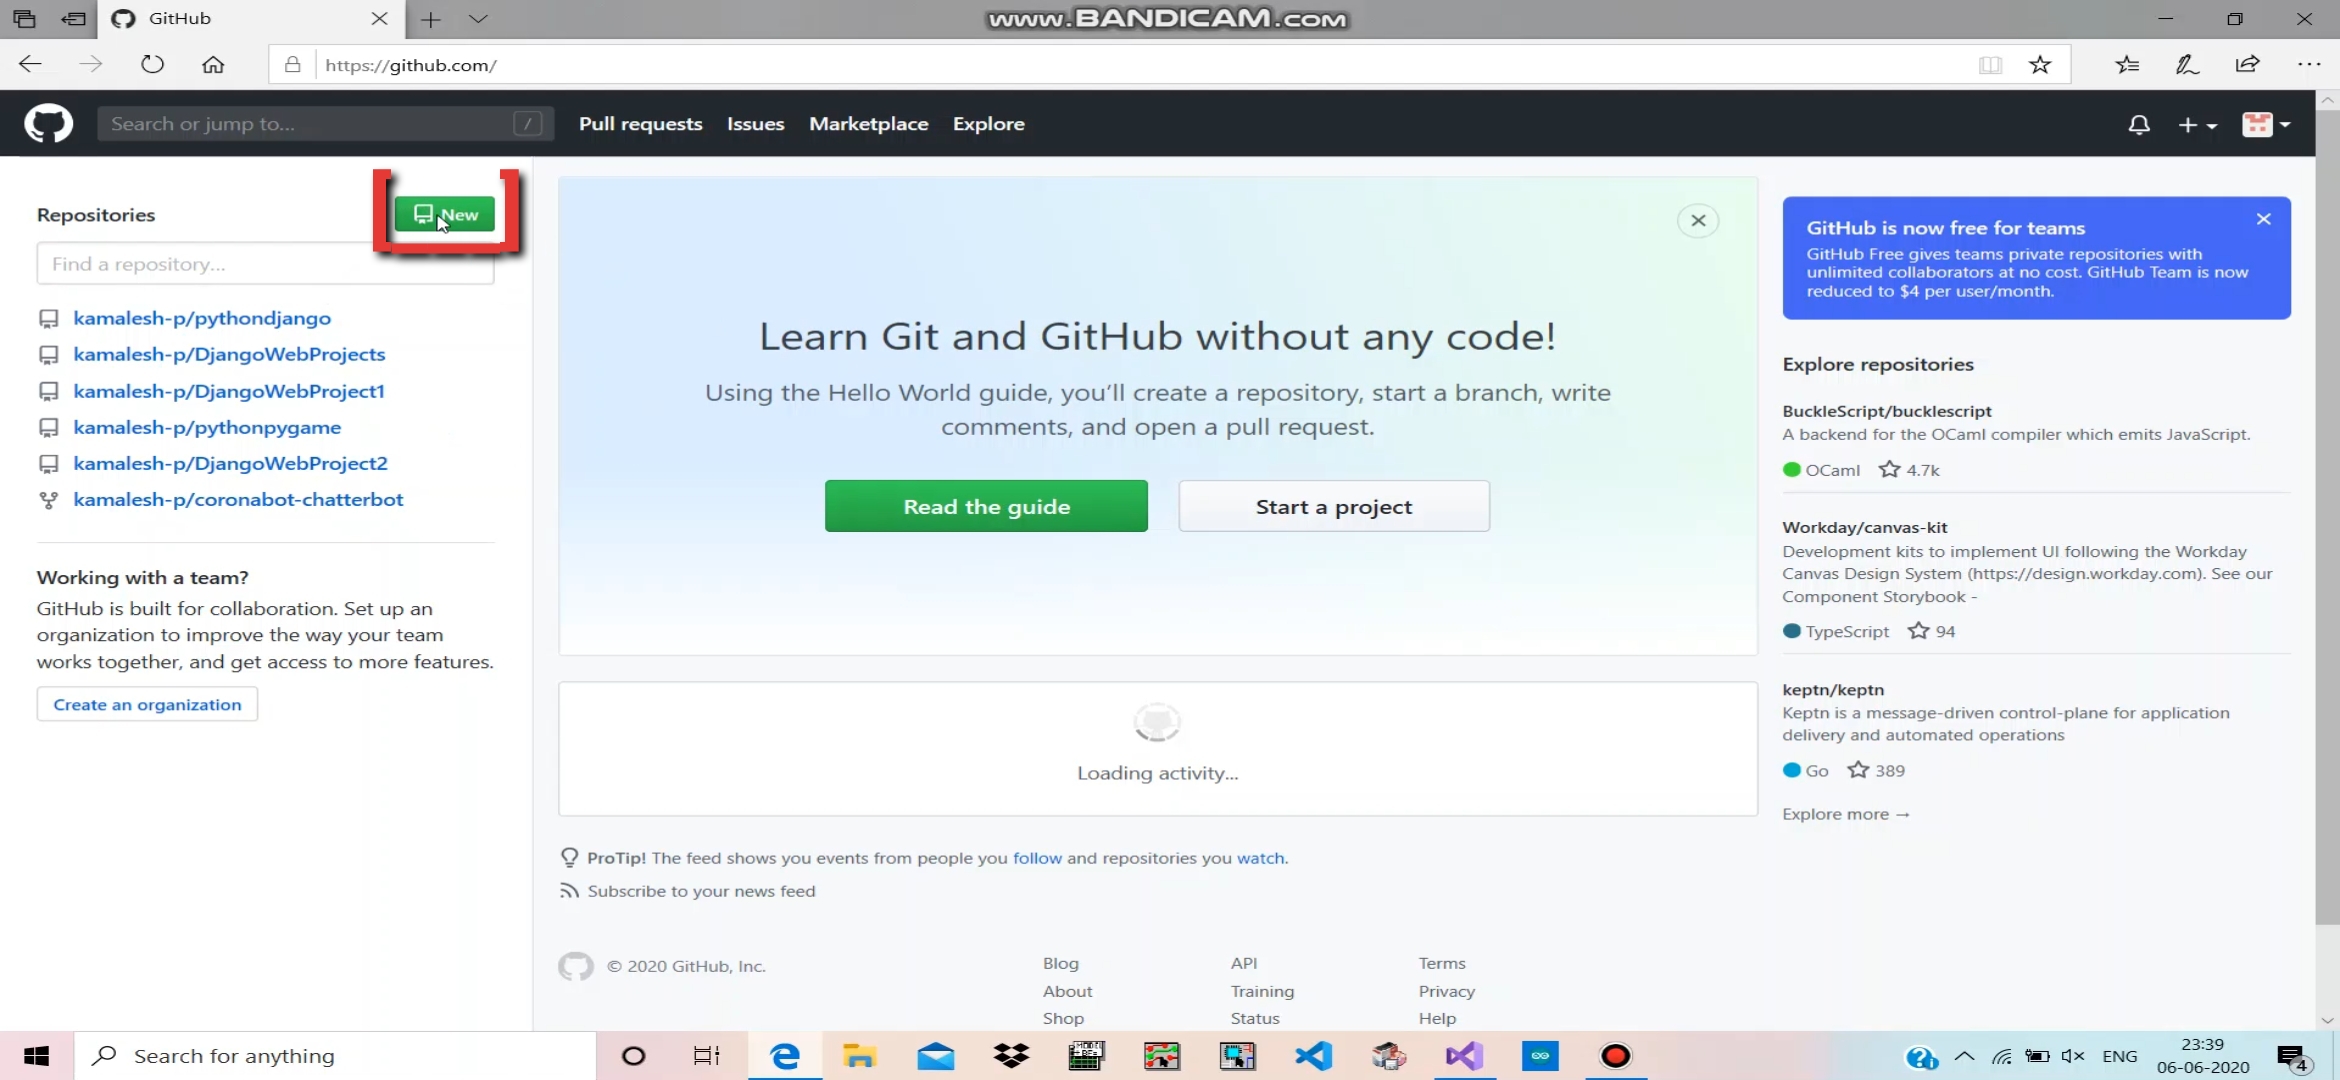 GitHub
www.BANDICAM.com
https://github.com/
Search or jump to...
/
Pull requests
Issues
Marketplace
Explore
Repositories
New
Find a repository...
kamalesh-p/pythondjango
kamalesh-p/DjangoWebProjects
kamalesh-p/DjangoWebProject1
kamalesh-p/pythonpygame
kamalesh-p/DjangoWebProject2
kamalesh-p/coronabot-chatterbot
Working with a team?
GitHub is built for collaboration. Set up an
organization to improve the way your team
works together, and get access to more features.
Create an organization
Learn Git and GitHub without any code!
Using the Hello World guide, you’ll create a repository, start a branch, write
comments, and open a pull request.
Read the guide
Start a project
Loading activity...
ProTip! The feed shows you events from people you follow and repositories you watch.
Subscribe to your news feed
© 2020 GitHub, Inc.
Blog
About
Shop
API
Training
Status
Terms
Privacy
Help
GitHub is now free for teams
GitHub Free gives teams private repositories with
unlimited collaborators at no cost. GitHub Team is now
reduced to $4 per user/month.
Explore repositories
BuckleScript/bucklescript
A backend for the OCaml compiler which emits JavaScript.
OCaml 4.7k
Workday/canvas-kit
Development kits to implement UI following the Workday
Canvas Design System (https://design.workday.com). See our
Component Storybook -
TypeScript 94
keptn/keptn
Keptn is a message-driven control-plane for application
delivery and automated operations
Go 389
Explore more →
Search for anything
ENG
23:39
06-06-2020
4